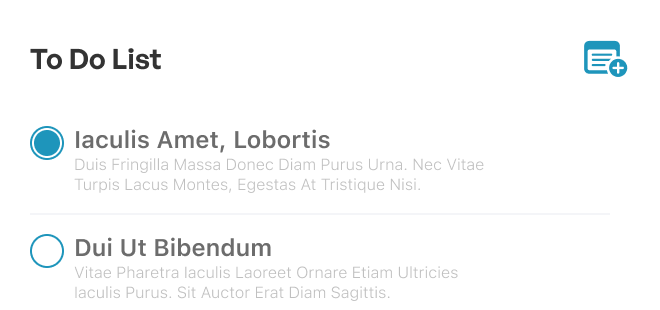 To Do List
Iaculis Amet, Lobortis
Duis Fringilla Massa Donec Diam Purus Urna. Nec Vitae
Turpis Lacus Montes, Egestas At Tristique Nisi.
Dui Ut Bibendum
Vitae Pharetra Iaculis Laoreet Ornare Etiam Ultricies
Iaculis Purus. Sit Auctor Erat Diam Sagittis.